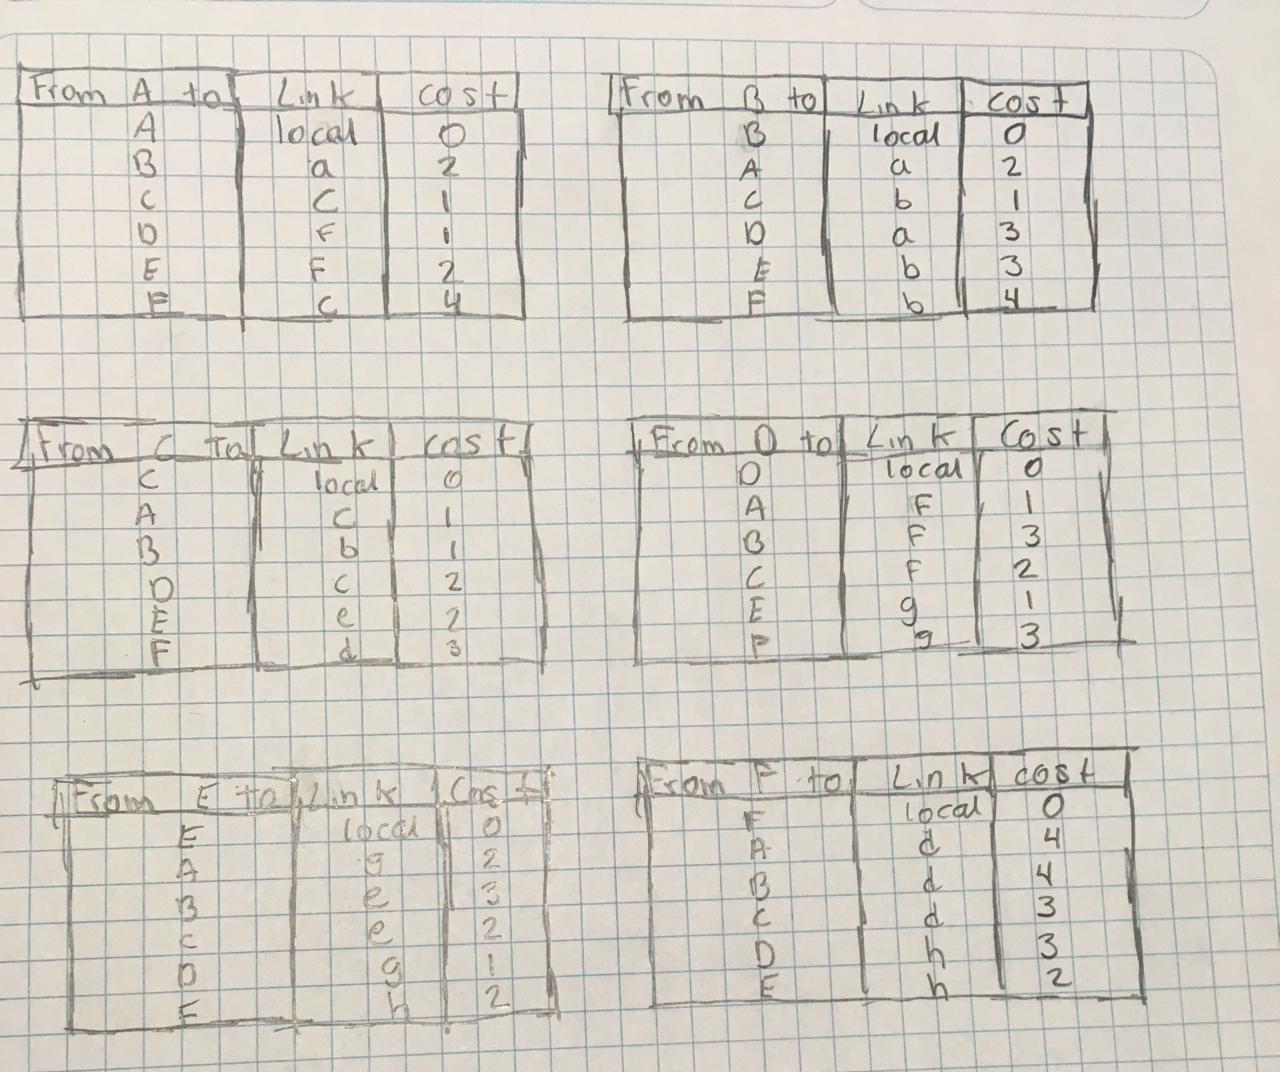 From A to Link cost
A local 0
B a 2
C C 1
D F 1
E F 2
F C 4
From B to Link cost
B local 0
A a 2
C b 1
D a 3
E b 3
F b 4
From C to Link cost
C local 0
A C 1
B b 1
D c 2
E e 2
F d 3
From D to Link cost
D local 0
A F 1
B F 3
C F 2
E g 1
F g 3
From E to Link Cost
E local 0
A g 2
B e 3
C e 2
D g 1
F h 2
From F to Link cost
F local 0
A d 4
B d 4
C d 3
D h 3
E h 2